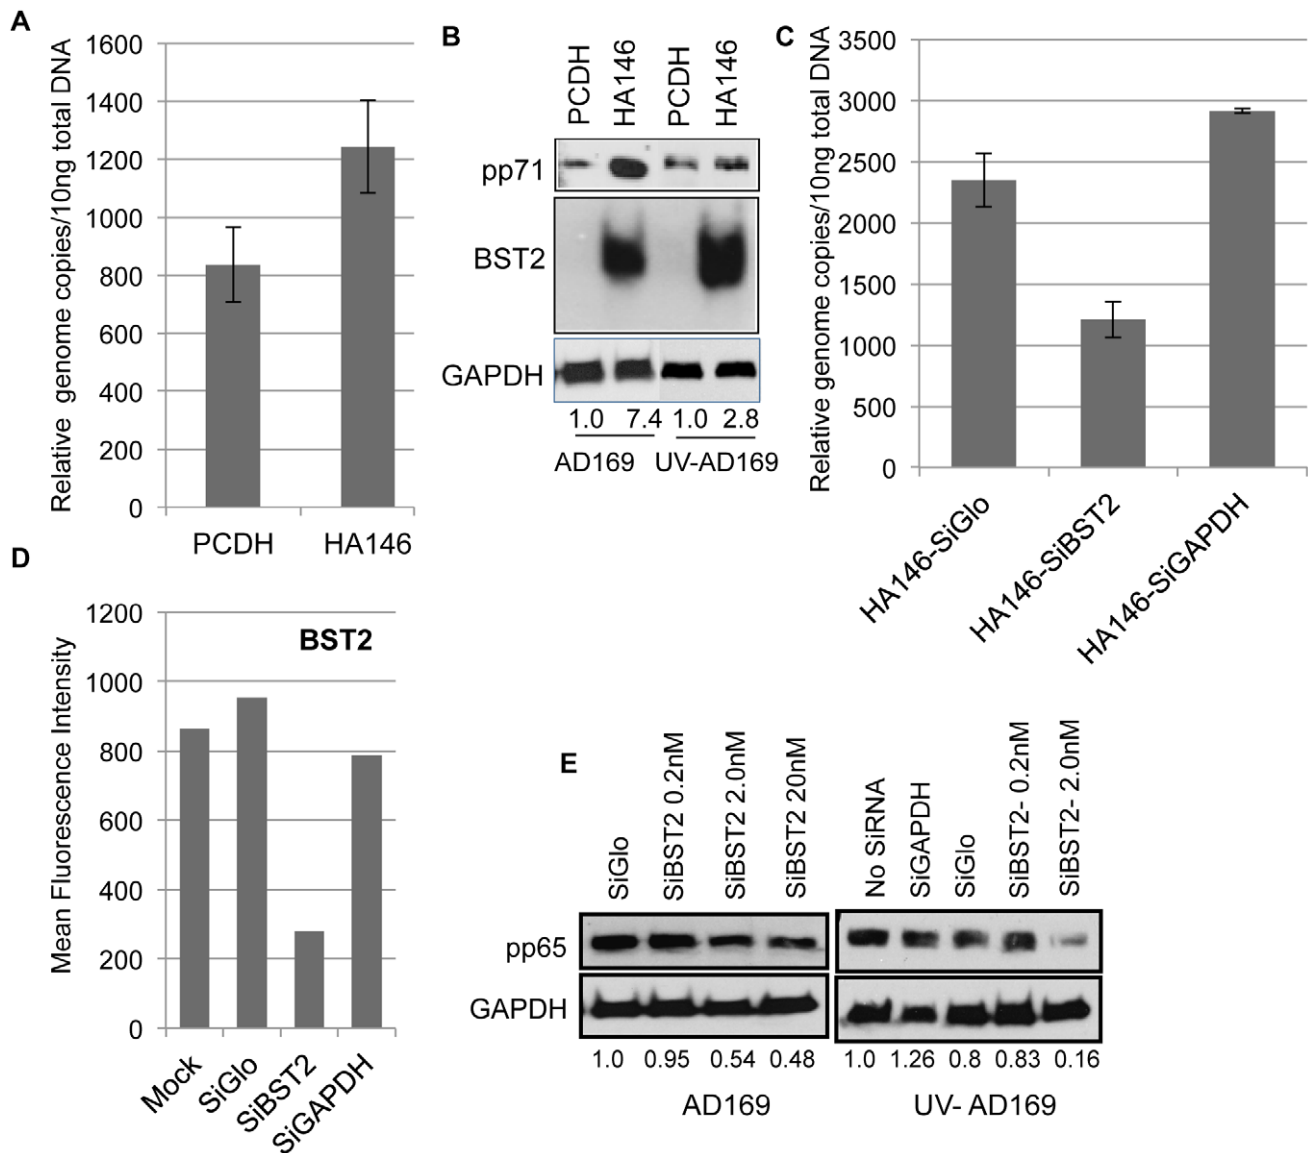 A
Relative genome copies/10ng total DNA
1600
1400
1200
1000
800
600
400
200
0
PCDH HA146
B
PCDH HA146 PCDH HA146
pp71
BST2
GAPDH
1.0 7.4 1.0 2.8
AD169 UV-AD169
C
Relative genome copies/10ng total DNA
3500
3000
2500
2000
1500
1000
500
0
HA146-SiGlo
HA146-SiBST2
HA146-SiGAPDH
D
Mean Fluorescence Intensity
1200
1000
800
600
400
200
0
BST2
Mock
SiGlo
SiBST2
SiGAPDH
E
SiGlo
SiBST2 0.2nM
SiBST2 2.0nM
SiBST2 20nM
No SiRNA
SiGAPDH
SiGlo
SiBST2- 0.2nM
SiBST2- 2.0nM
pp65
GAPDH
1.0 0.95 0.54 0.48 1.0 1.26 0.8 0.83 0.16
AD169 UV- AD169